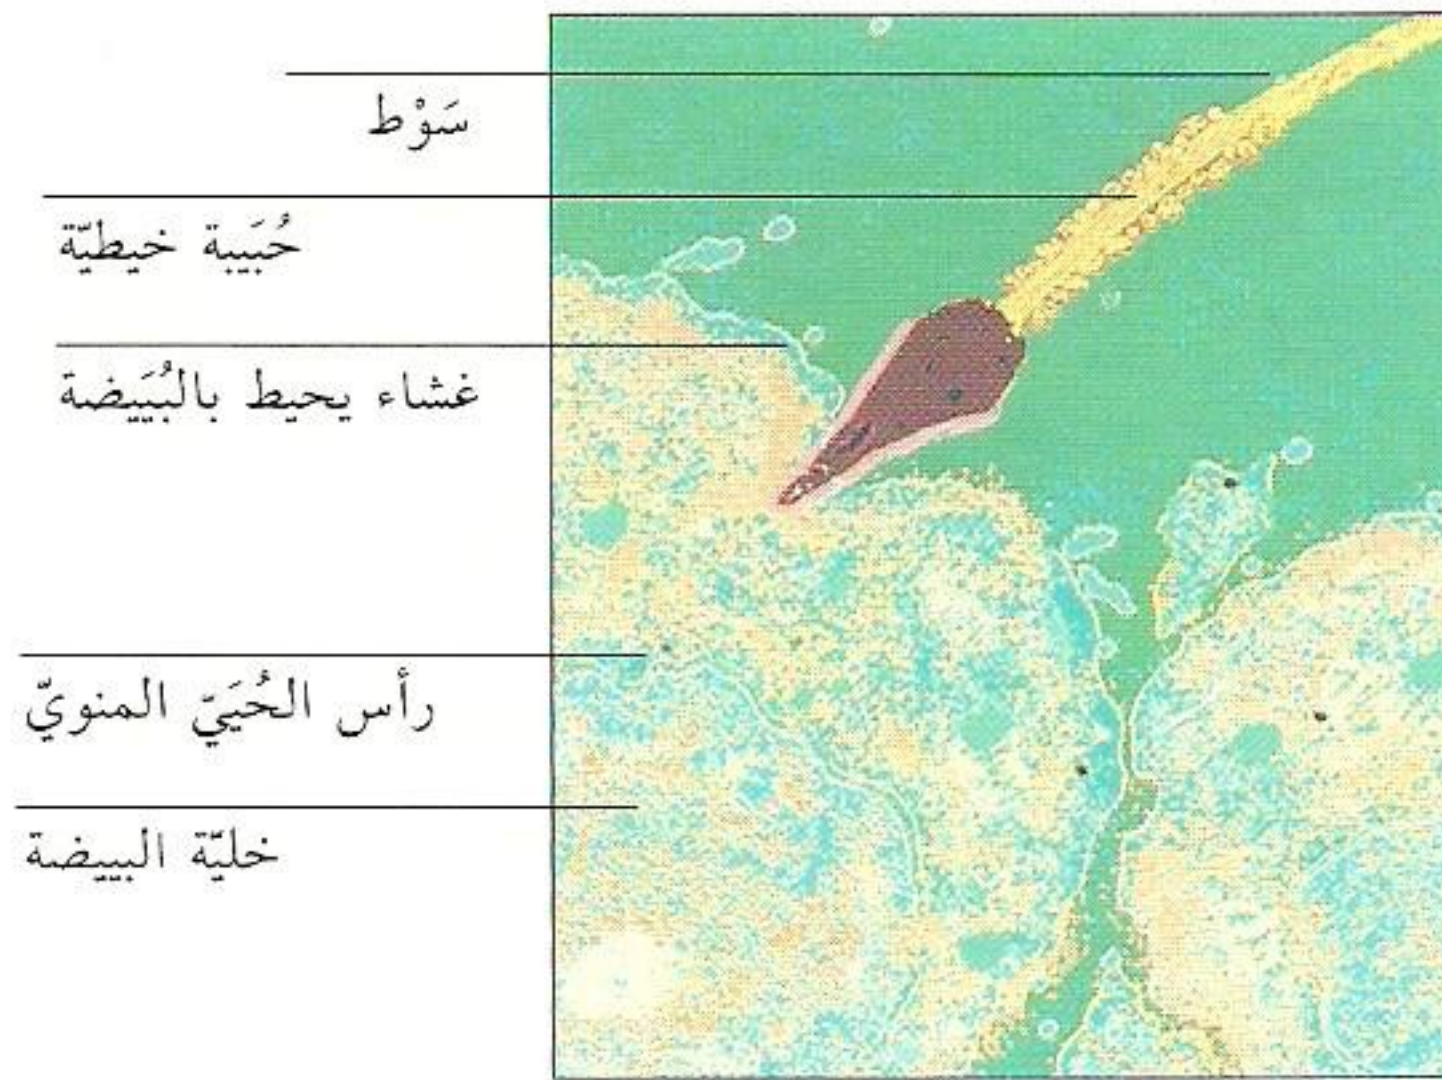 سَوْط
حُبَيبة خيطيّة
غشاء يحيط بالبُيَيضة
رأس الحُيَيّ المنويّ
خليّة البييضة